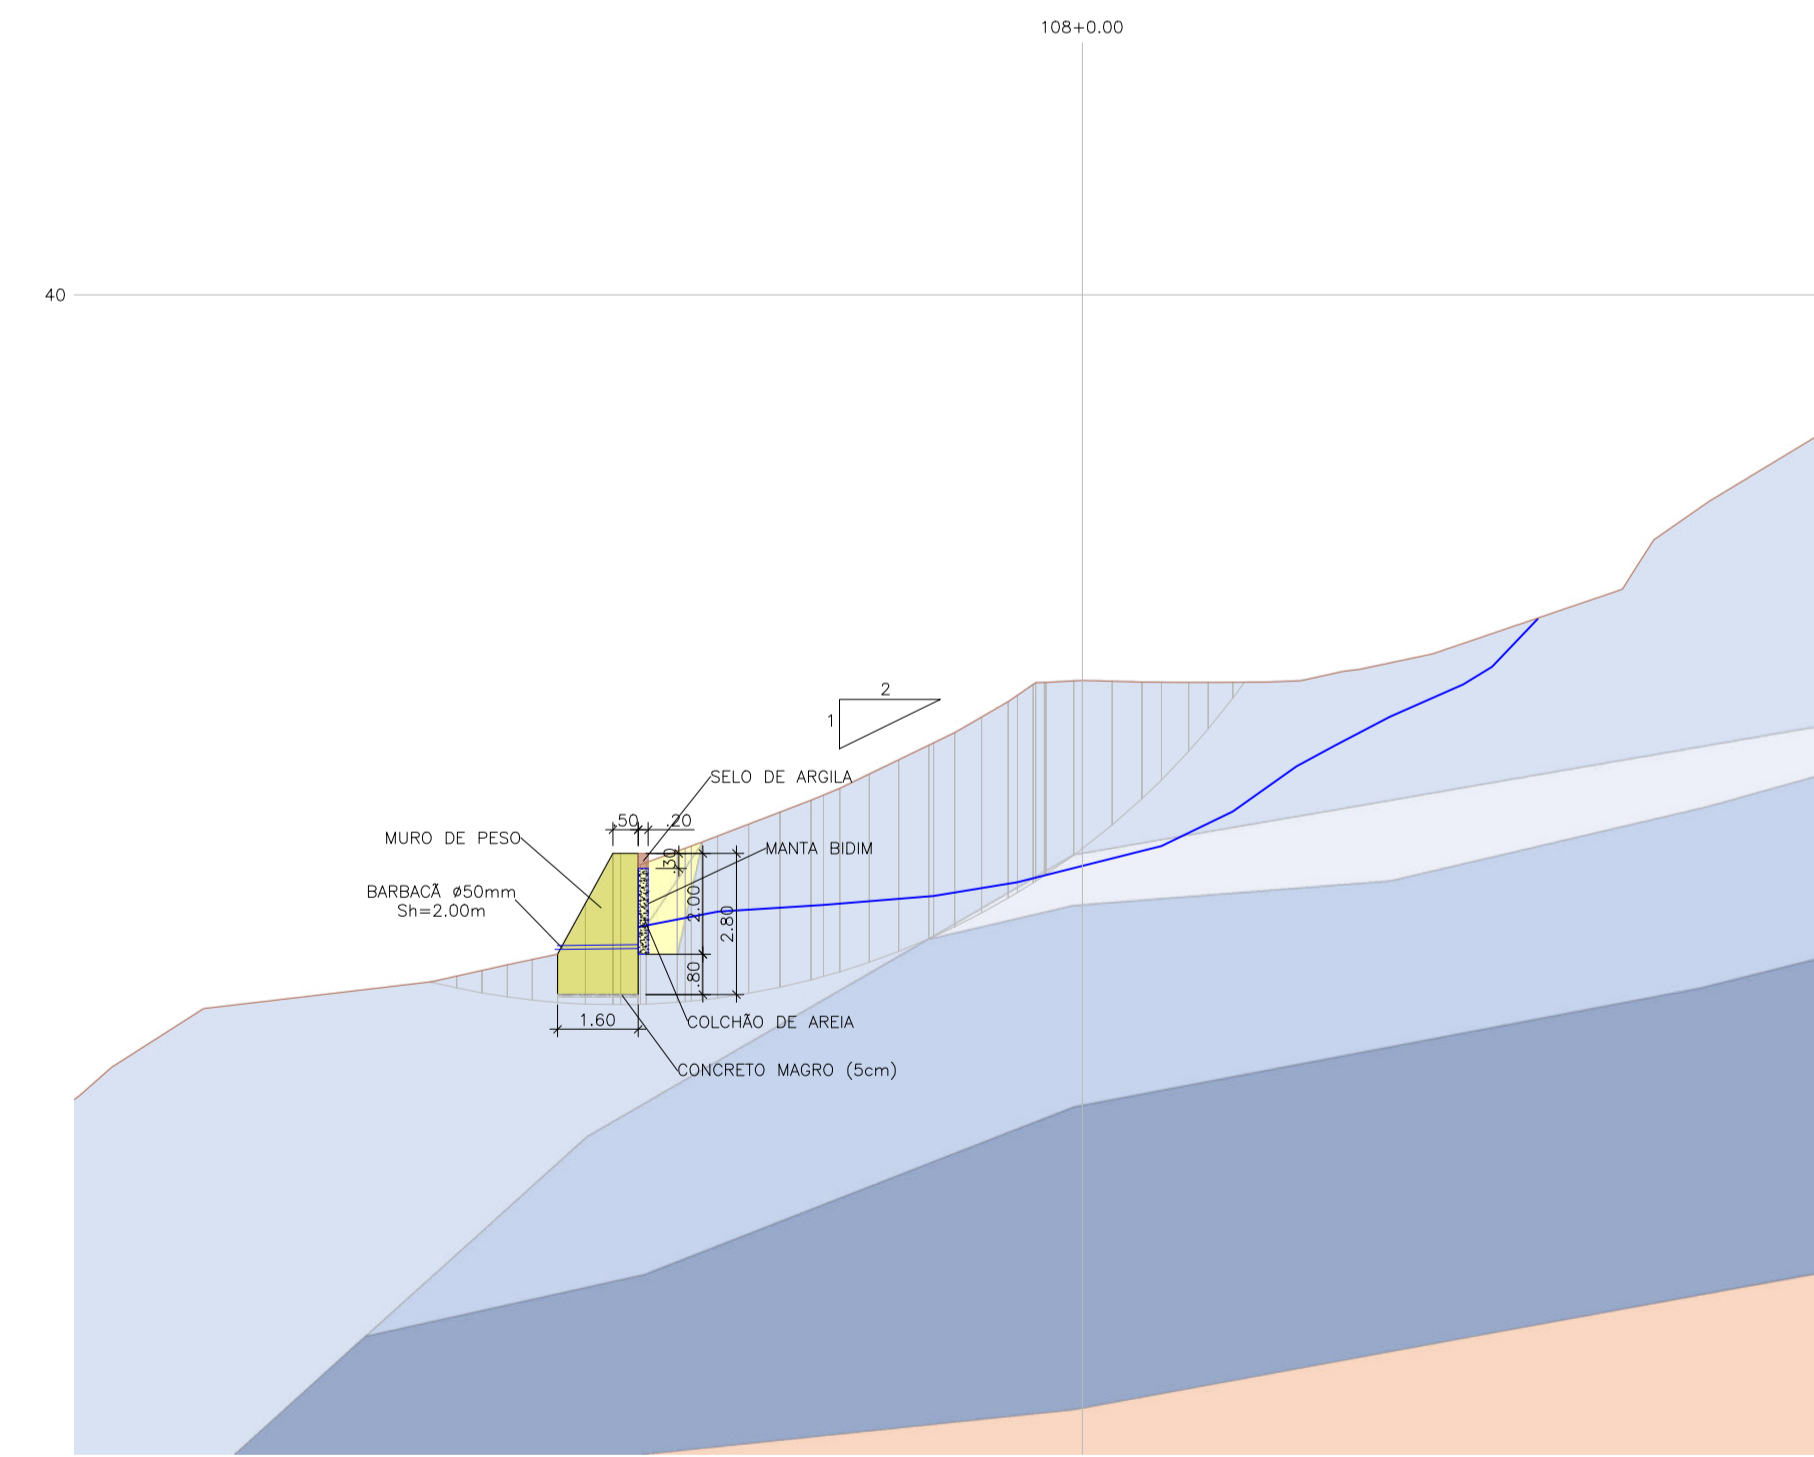 108+0.00
40
2
1
SELO DE ARGILA
.50
.20
MURO DE PESO
MANTA BIDIM
.30
BARBACÃ ø50mm
Sh=2.00m
2.00
2.80
.80
1.60
COLCHÃO DE AREIA
CONCRETO MAGRO (5cm)